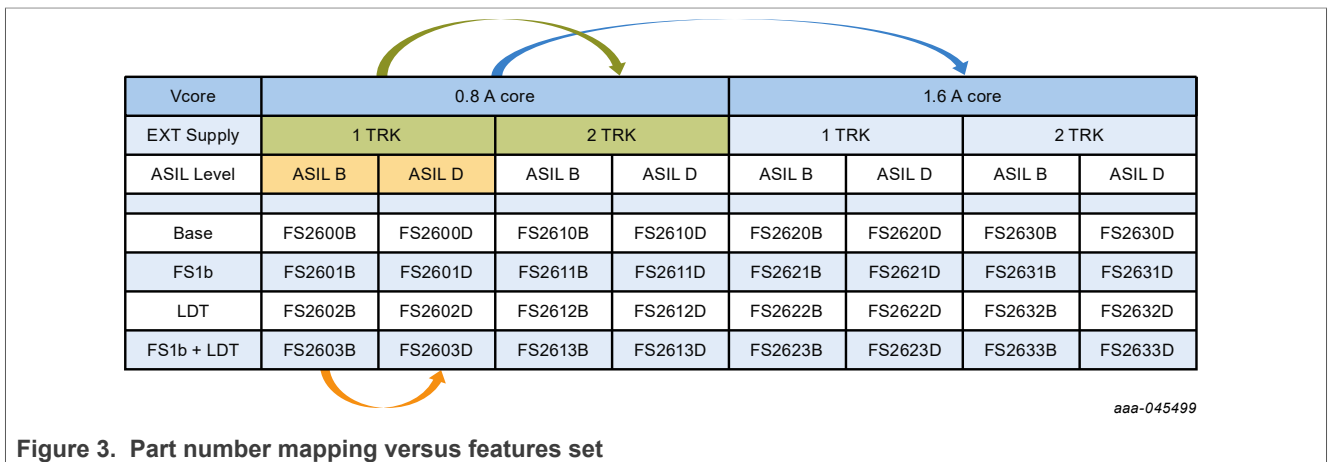 Vcore 0.8 A core 1.6 A core
EXT Supply 1 TRK 2 TRK 1 TRK 2 TRK
ASIL Level ASIL B ASIL D ASIL B ASIL D ASIL B ASIL D ASIL B ASIL D
Base FS2600B FS2600D FS2610B FS2610D FS2620B FS2620D FS2630B FS2630D
FS1b FS2601B FS2601D FS2611B FS2611D FS2621B FS2621D FS2631B FS2631D
LDT FS2602B FS2602D FS2612B FS2612D FS2622B FS2622D FS2632B FS2632D
FS1b + LDT FS2603B FS2603D FS2613B FS2613D FS2623B FS2623D FS2633B FS2633D
aaa-045499
Figure 3. Part number mapping versus features set